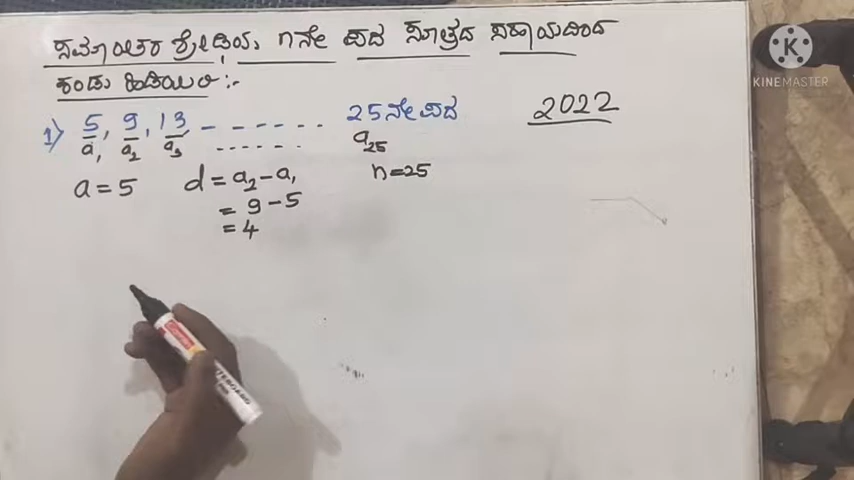 ಸಮಾಂತರ ಶ್ರೇಢಿಯ nನೇ ಪದ ಸೂತ್ರದ ಸಹಾಯದಿಂದ
ಕಂಡು ಹಿಡಿಯಿರಿ :-
1) 5, 9, 13, - - - - - - · · 25ನೇ ಪದ 2022
a₁ a₂ a₃ · · · · · · a₂₅
a = 5 d = a₂ - a₁ n = 25
= 9 - 5
= 4
K
KINEMASTER